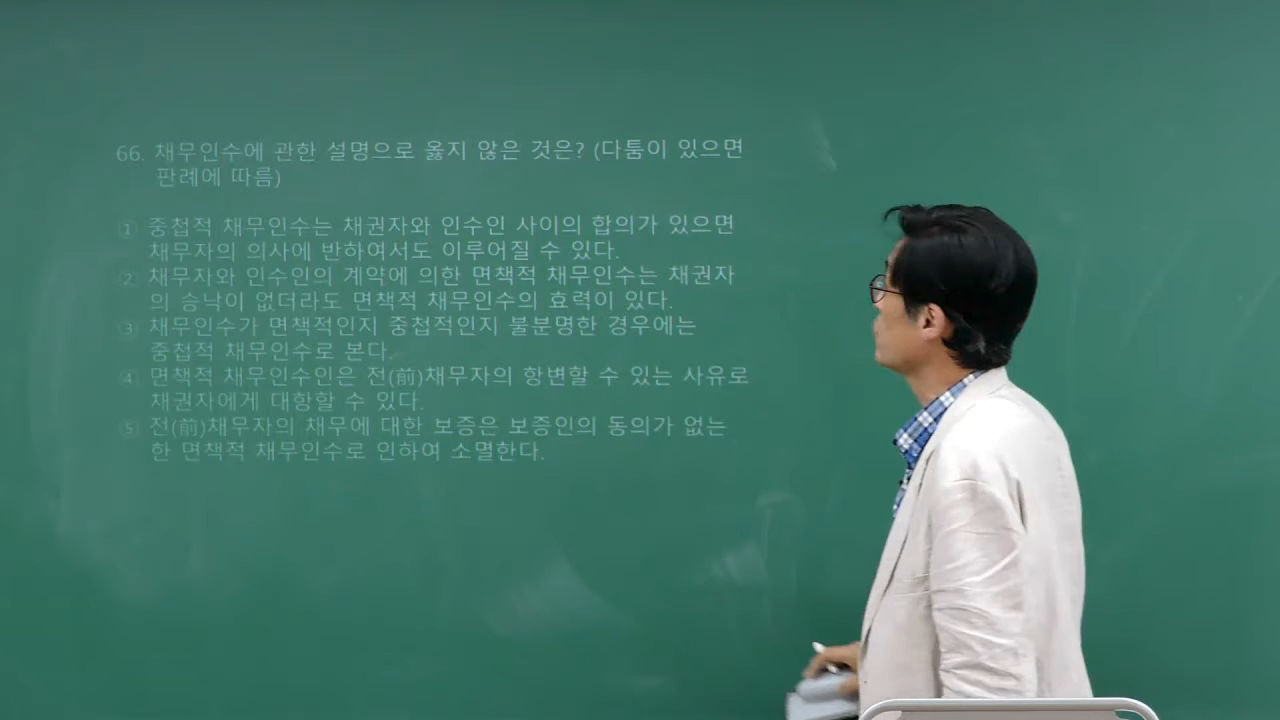 66. 채무인수에 관한 설명으로 옳지 않은 것은? (다툼이 있으면
판례에 따름)
① 중첩적 채무인수는 채권자와 인수인 사이의 합의가 있으면
채무자의 의사에 반하여서도 이루어질 수 있다.
② 채무자와 인수인의 계약에 의한 면책적 채무인수는 채권자
의 승낙이 없더라도 면책적 채무인수의 효력이 있다.
③ 채무인수가 면책적인지 중첩적인지 불분명한 경우에는
중첩적 채무인수로 본다.
④ 면책적 채무인수인은 전(前)채무자의 항변할 수 있는 사유로
채권자에게 대항할 수 있다.
⑤ 전(前)채무자의 채무에 대한 보증은 보증인의 동의가 없는
한 면책적 채무인수로 인하여 소멸한다.